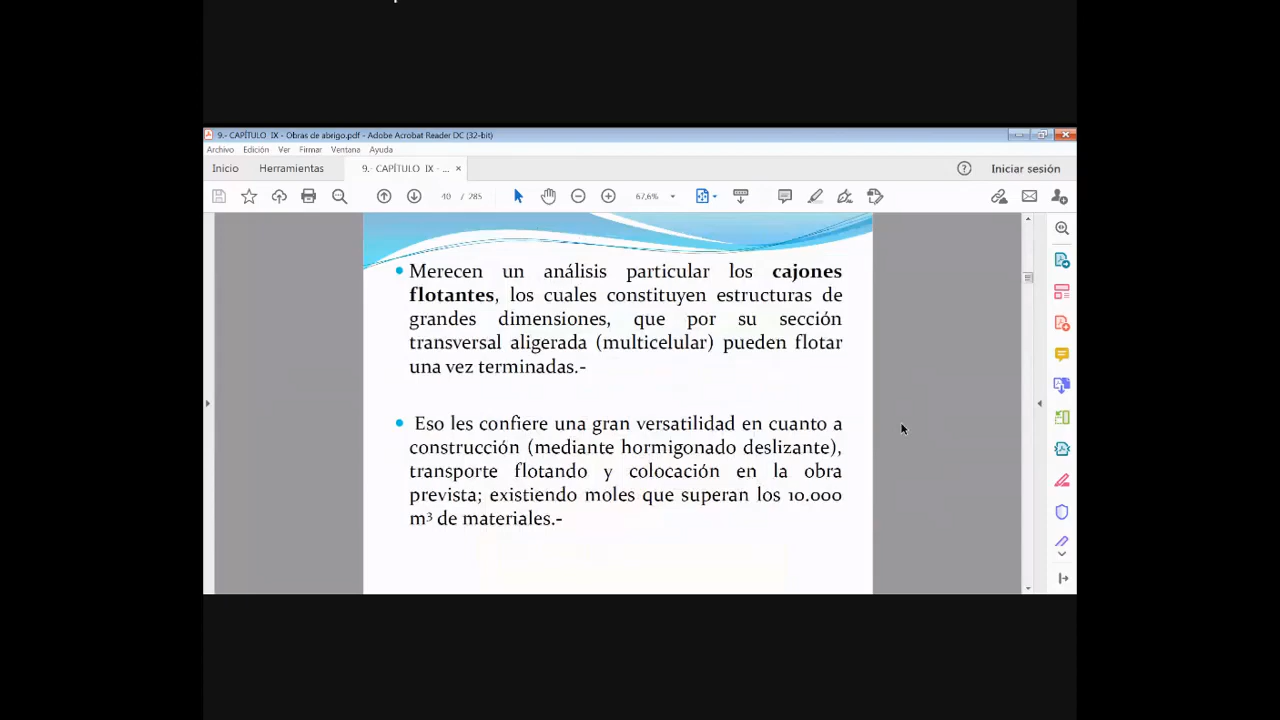 9.- CAPÍTULO IX - Obras de abrigo.pdf - Adobe Acrobat Reader DC (32-bit)
Archivo Edición Ver Firmar Ventana Ayuda
Inicio Herramientas 9.- CAPÍTULO IX - ... × Iniciar sesión
40 / 285 67,6%
• Merecen un análisis particular los cajones
flotantes, los cuales constituyen estructuras de
grandes dimensiones, que por su sección
transversal aligerada (multicelular) pueden flotar
una vez terminadas.-
• Eso les confiere una gran versatilidad en cuanto a
construcción (mediante hormigonado deslizante),
transporte flotando y colocación en la obra
prevista; existiendo moles que superan los 10.000
m³ de materiales.-